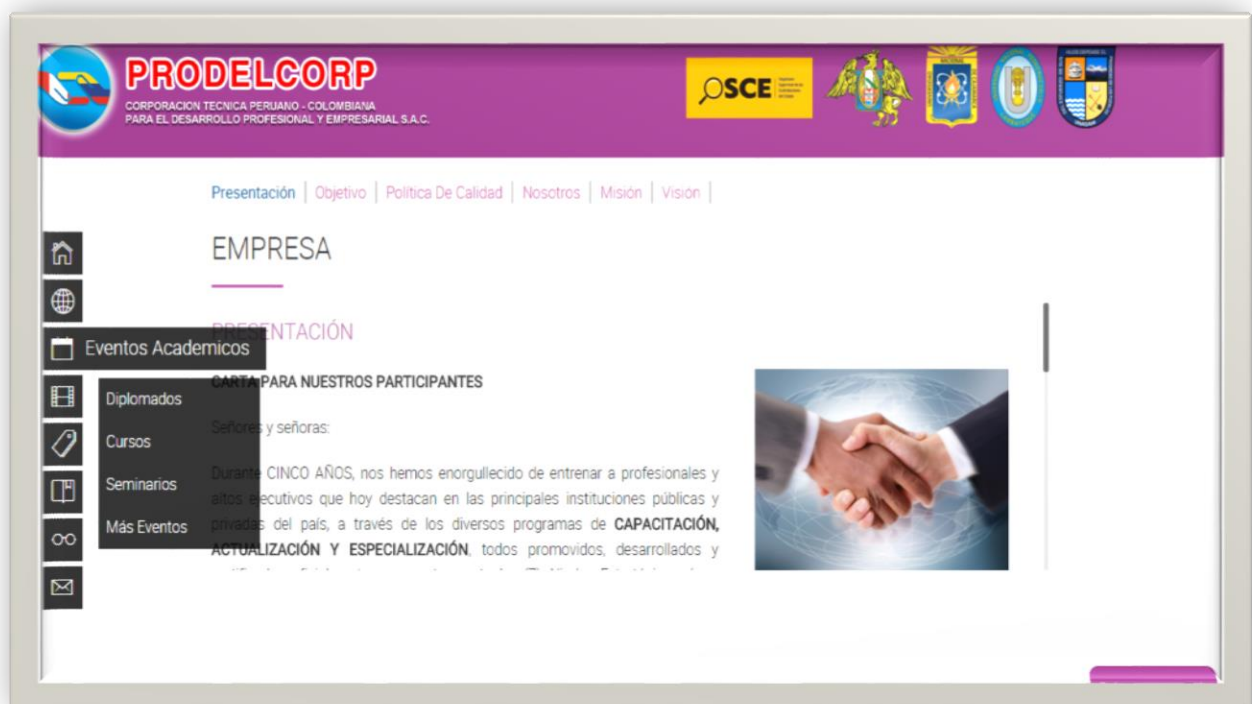 PRODELCORP
CORPORACION TECNICA PERUANO - COLOMBIANA
PARA EL DESARROLLO PROFESIONAL Y EMPRESARIAL S.A.C.
OSCE
Presentación | Objetivo | Política De Calidad | Nosotros | Misión | Visión |
EMPRESA
PRESENTACIÓN
Eventos Academicos
Diplomados
Cursos
Seminarios
Más Eventos
CARTA PARA NUESTROS PARTICIPANTES
Señores y señoras:
Durante CINCO AÑOS, nos hemos enorgullecido de entrenar a profesionales y
altos ejecutivos que hoy destacan en las principales instituciones públicas y
privadas del país, a través de los diversos programas de CAPACITACIÓN,
ACTUALIZACIÓN Y ESPECIALIZACIÓN, todos promovidos, desarrollados y